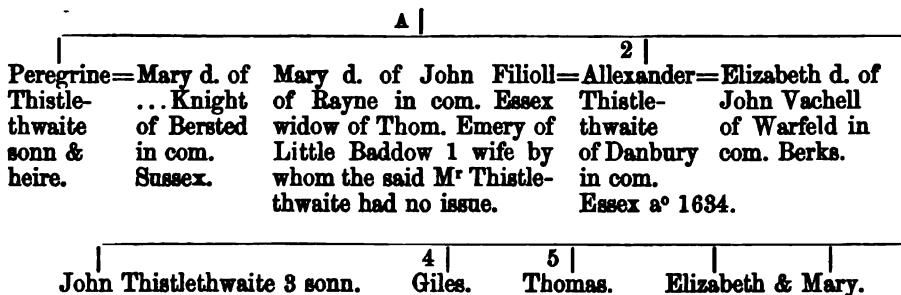 A
2
Peregrine=Mary d. of Mary d. of John Filioll=Allexander=Elizabeth d. of
Thistle- ...Knight of Rayne in com. Essex Thistle- John Vachell
thwaite of Bersted widow of Thom. Emery of thwaite of Warfeld in
sonn & in com. Little Baddow 1 wife by of Danbury com. Berks.
heire. Sussex. whom the said Mr Thistle- in com.
thwaite had no issue. Essex aº 1634.
4 5
John Thistlethwaite 3 sonn. Giles. Thomas. Elizabeth & Mary.